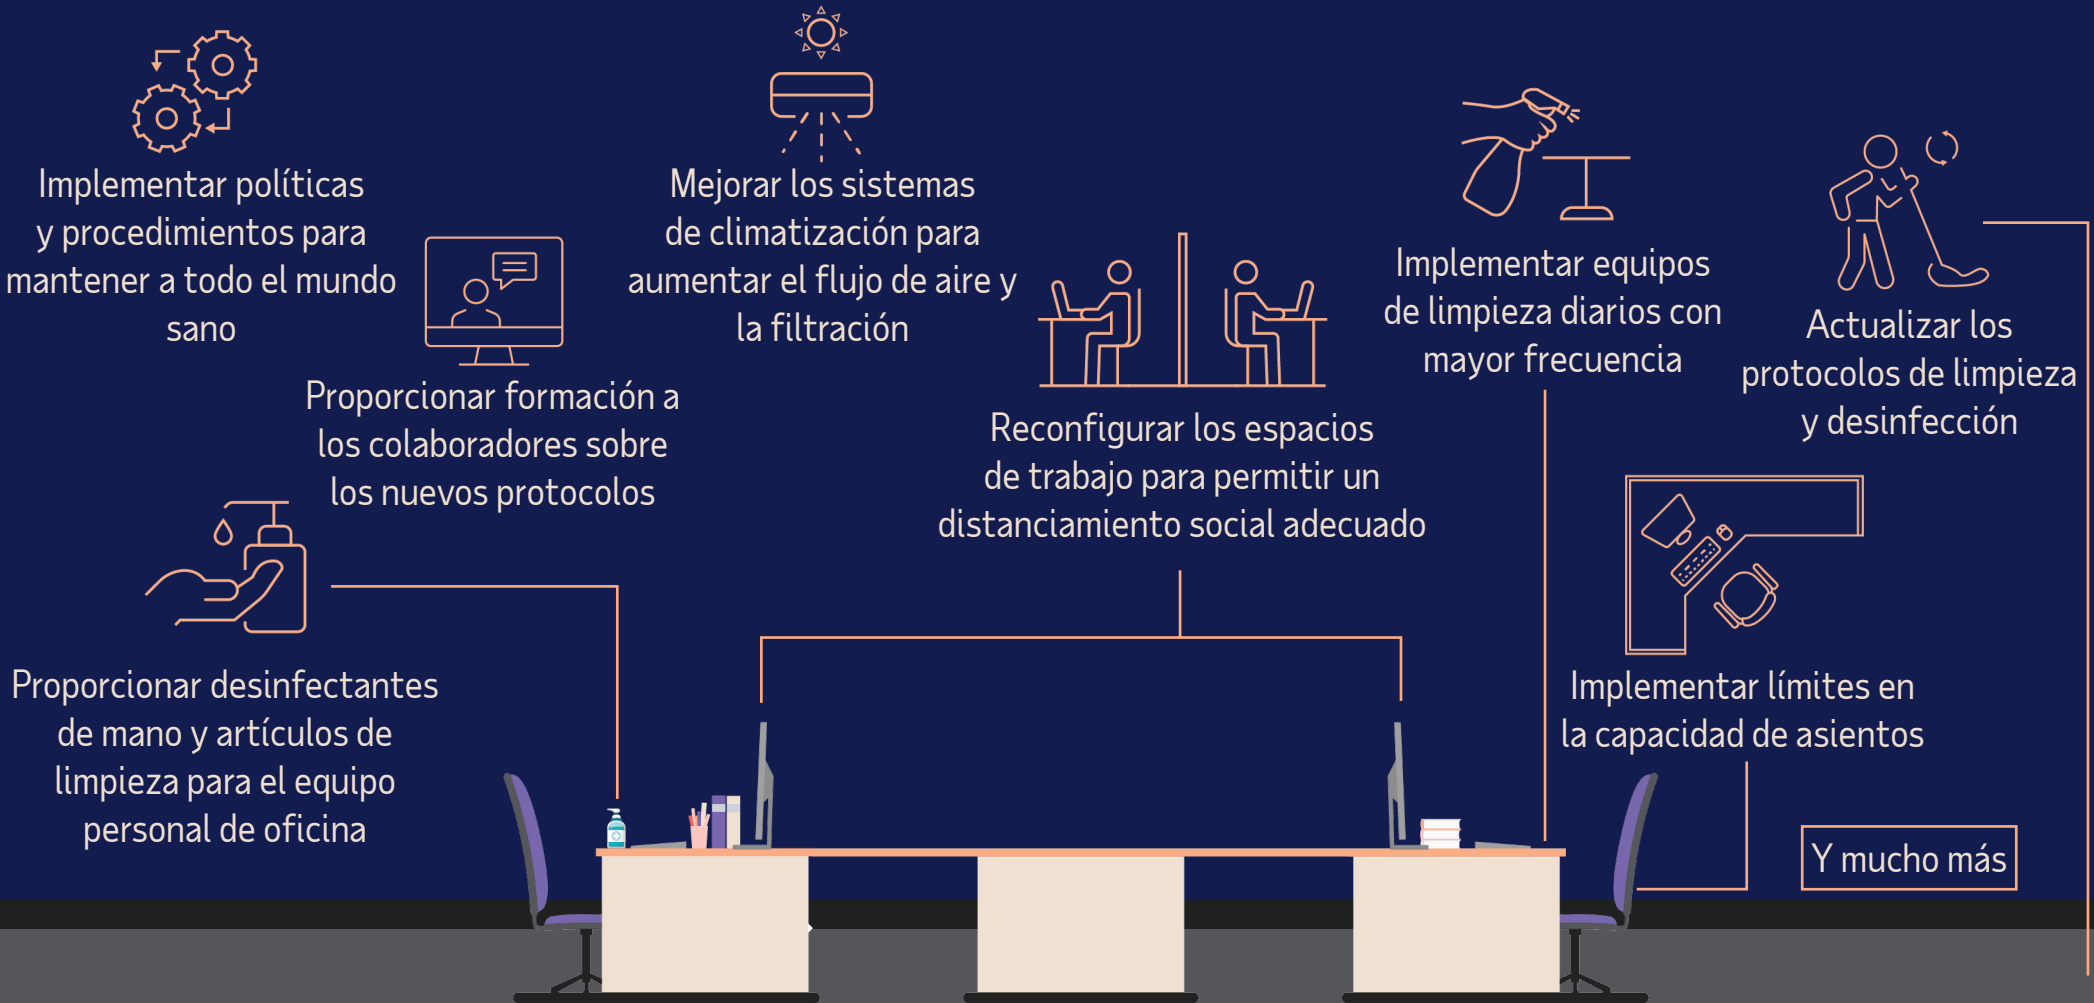 Implementar políticas
y procedimientos para
mantener a todo el mundo
sano
Proporcionar formación a
los colaboradores sobre
los nuevos protocolos
Proporcionar desinfectantes
de mano y artículos de
limpieza para el equipo
personal de oficina
Mejorar los sistemas
de climatización para
aumentar el flujo de aire y
la filtración
Reconfigurar los espacios
de trabajo para permitir un
distanciamiento social adecuado
Implementar equipos
de limpieza diarios con
mayor frecuencia
Actualizar los
protocolos de limpieza
y desinfección
Implementar límites en
la capacidad de asientos
Y mucho más